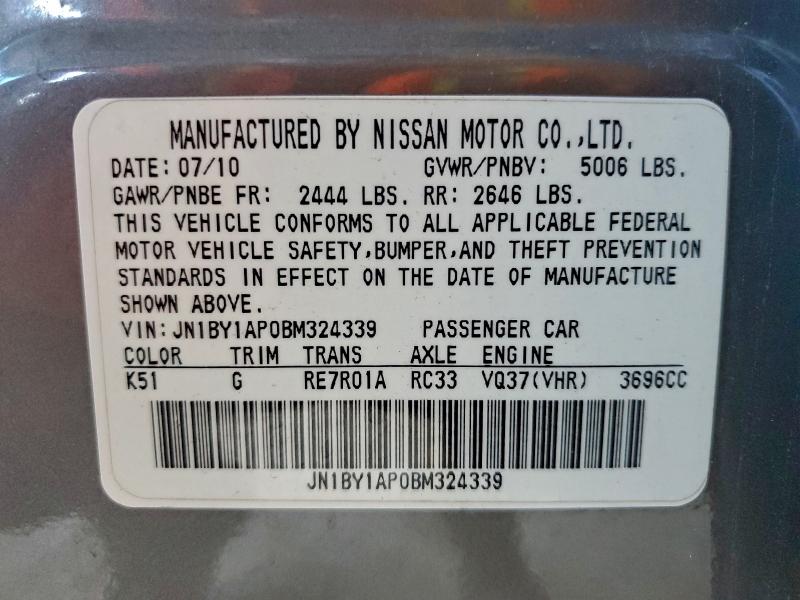 MANUFACTURED BY NISSAN MOTOR CO.,LTD.
DATE: 07/10 GVWR/PNBV: 5006 LBS.
GAWR/PNBE FR: 2444 LBS. RR: 2646 LBS.
THIS VEHICLE CONFORMS TO ALL APPLICABLE FEDERAL
MOTOR VEHICLE SAFETY,BUMPER,AND THEFT PREVENTION
STANDARDS IN EFFECT ON THE DATE OF MANUFACTURE
SHOWN ABOVE.
VIN: JN1BY1AP0BM324339 PASSENGER CAR
COLOR TRIM TRANS AXLE ENGINE
K51 G RE7R01A RC33 VQ37(VHR) 3696CC
JN1BY1AP0BM324339